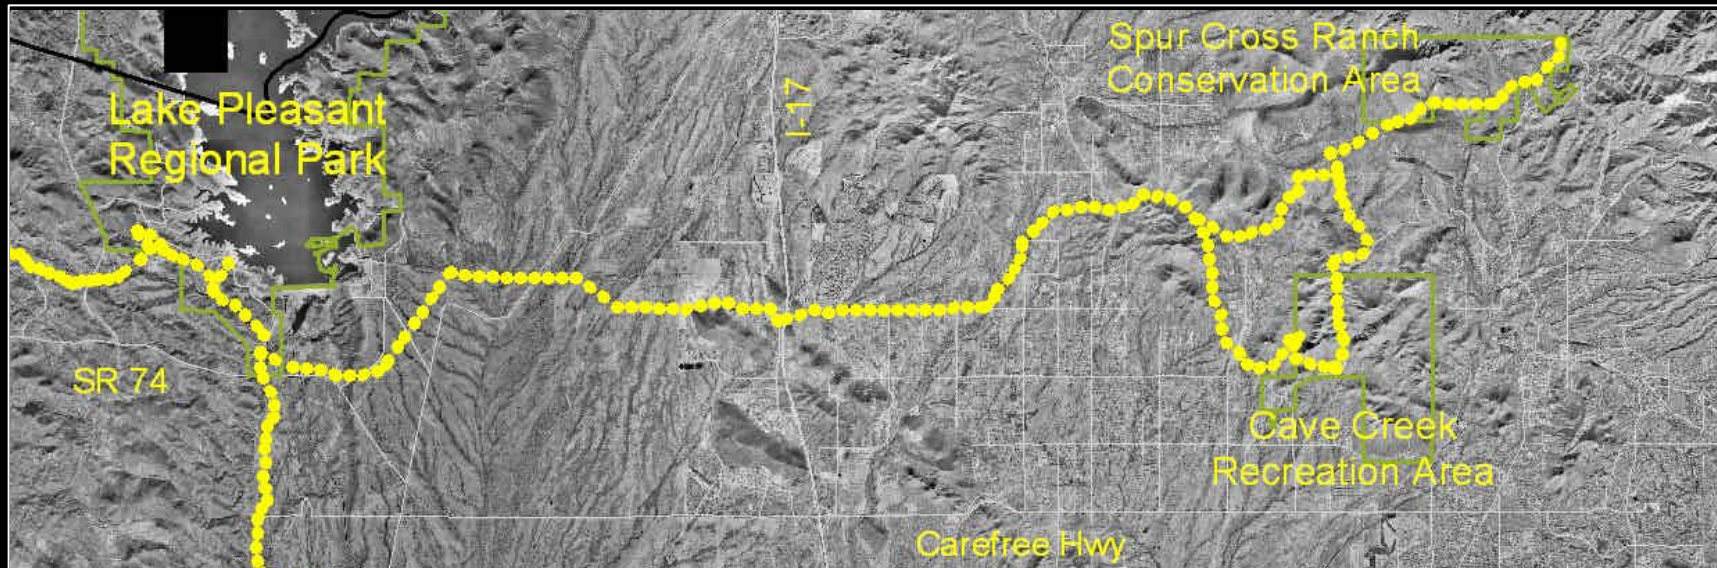 Spur Cross Ranch
Conservation Area
Lake Pleasant
Regional Park
I-17
SR 74
Cave Creek
Recreation Area
Carefree Hwy